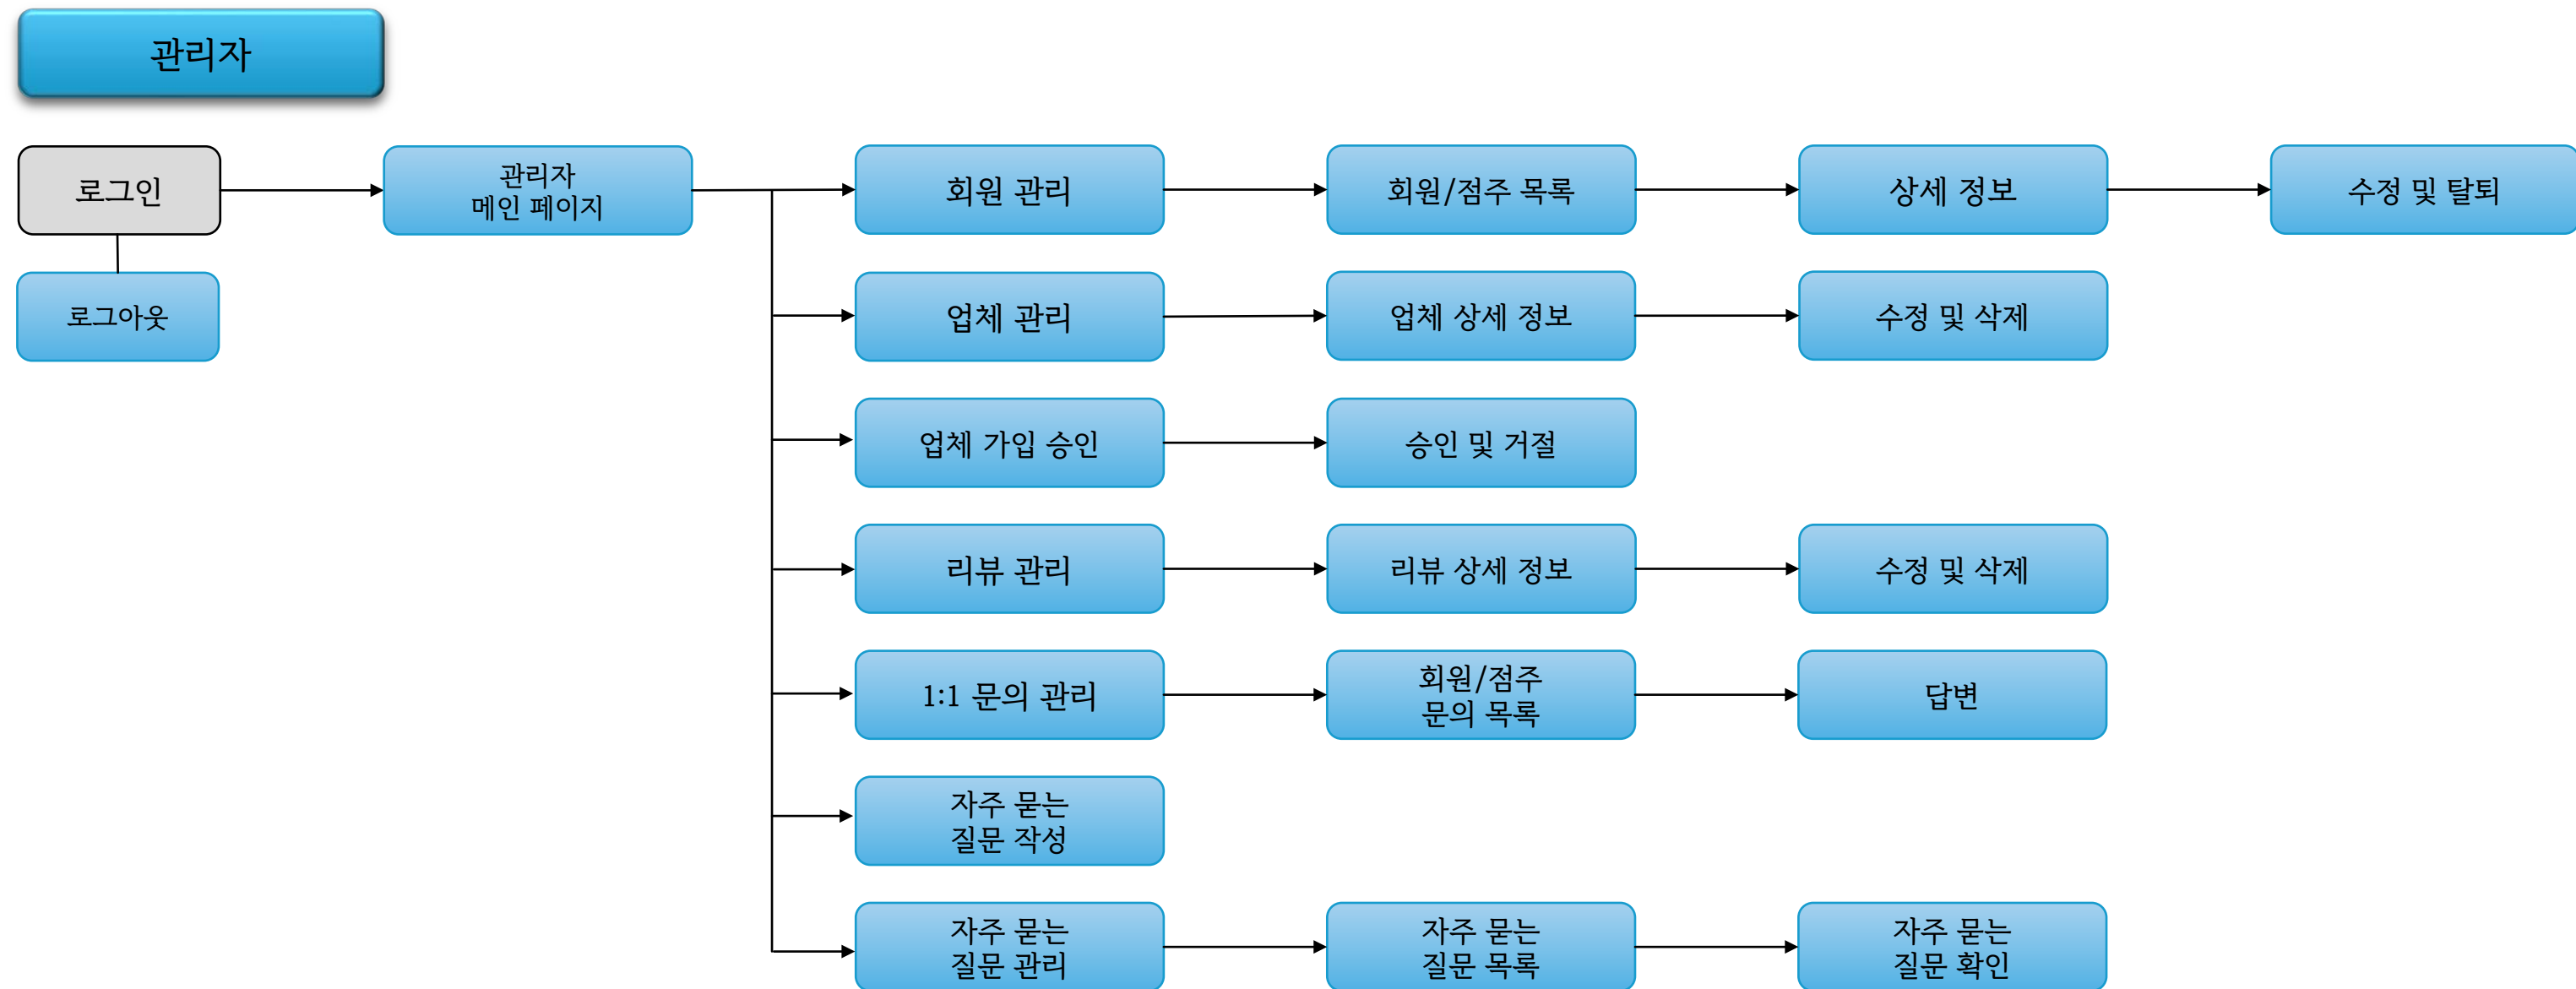 관리자
로그인
관리자
메인 페이지
회원 관리
회원/점주 목록
상세 정보
수정 및 탈퇴
로그아웃
업체 관리
업체 상세 정보
수정 및 삭제
업체 가입 승인
승인 및 거절
리뷰 관리
리뷰 상세 정보
수정 및 삭제
1:1 문의 관리
회원/점주
문의 목록
답변
자주 묻는
질문 작성
자주 묻는
질문 관리
자주 묻는
질문 목록
자주 묻는
질문 확인